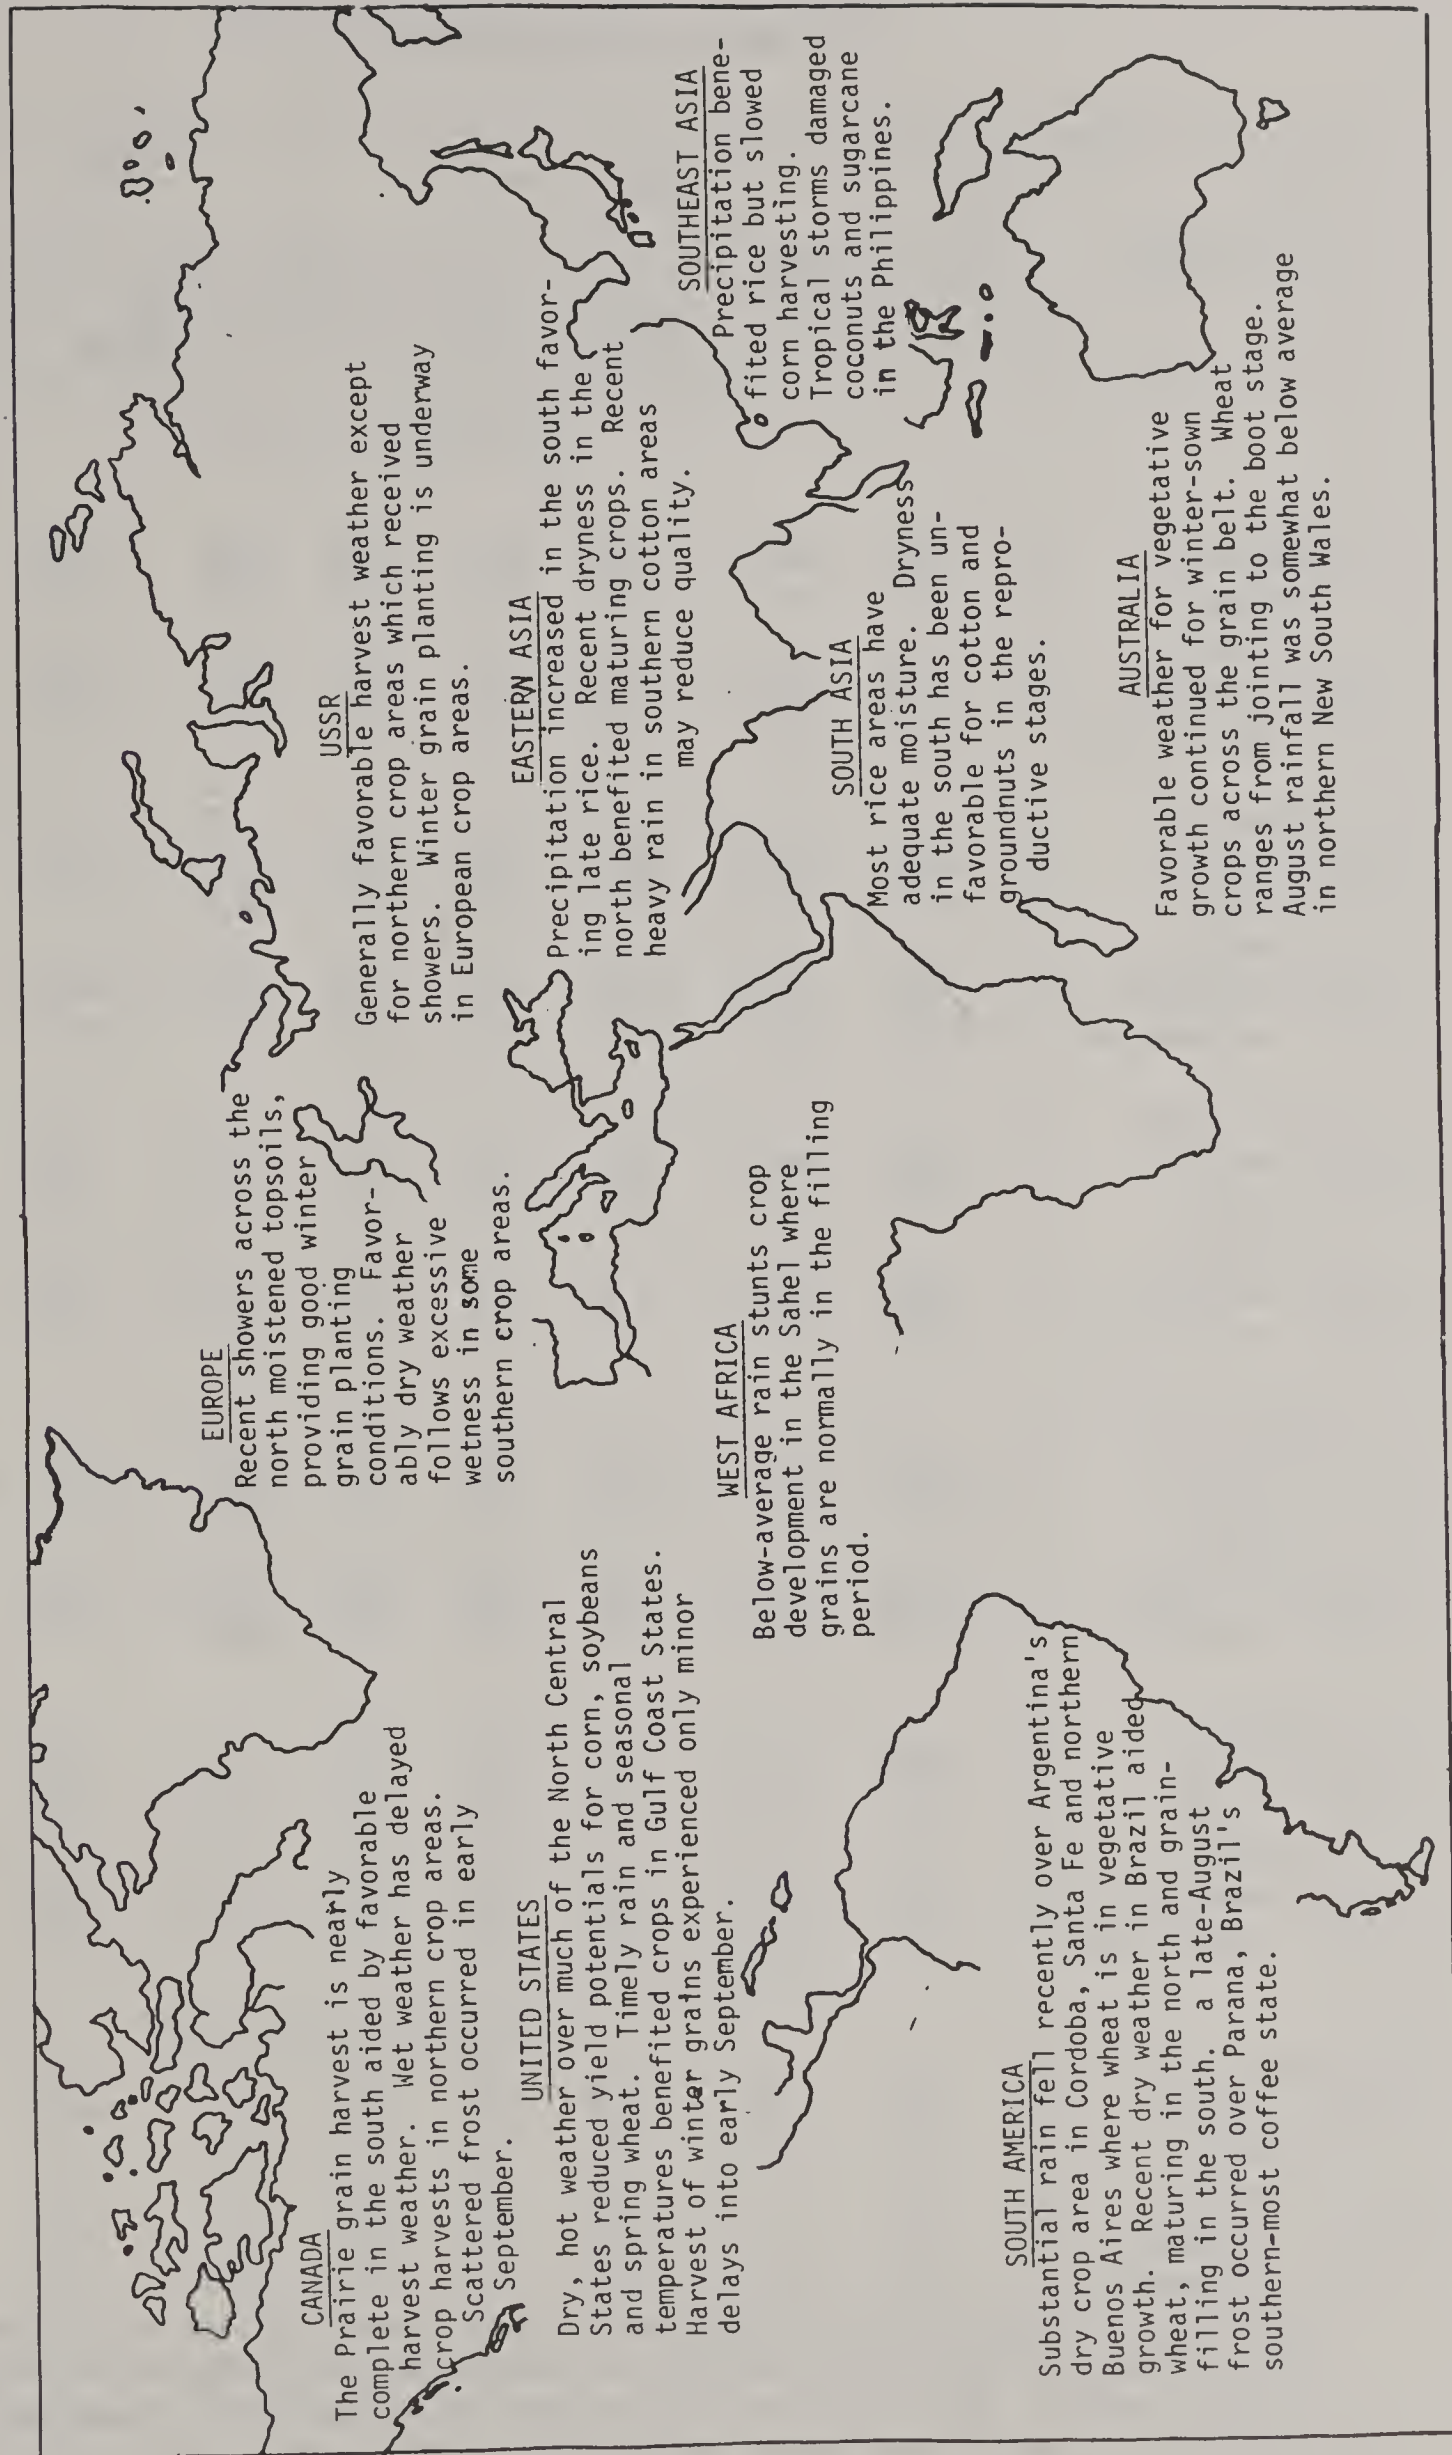 CANADA
The Prairie grain harvest is nearly
complete in the south aided by favorable
harvest weather. Wet weather has delayed
crop harvests in northern crop areas.
Scattered frost occurred in early
September.
UNITED STATES
Dry, hot weather over much of the North Central
States reduced yield potentials for corn, soybeans
and spring wheat. Timely rain and seasonal
temperatures benefited crops in Gulf Coast States.
Harvest of winter grains experienced only minor
delays into early September.
SOUTH AMERICA
Substantial rain fell recently over Argentina's
dry crop area in Cordoba, Santa Fe and northern
Buenos Aires where wheat is in vegetative
growth. Recent dry weather in Brazil aided
wheat, maturing in the north and grain-
filling in the south. a late-August
frost occurred over Parana, Brazil's
southern-most coffee state.
EUROPE
Recent showers across the
north moistened topsoils,
providing good winter
grain planting
conditions. Favor-
ably dry weather
follows excessive
wetness in some
southern crop areas.
WEST AFRICA
Below-average rain stunts crop
development in the Sahel where
grains are normally in the filling
period.
USSR
Generally favorable harvest weather except
for northern crop areas which received
showers. Winter grain planting is underway
in European crop areas.
EASTERN ASIA
Precipitation increased in the south favor-
ing late rice. Recent dryness in the
north benefited maturing crops. Recent
heavy rain in southern cotton areas
may reduce quality.
SOUTH ASIA
Most rice areas have
adequate moisture. Dryness
in the south has been un-
favorable for cotton and
groundnuts in the repro-
ductive stages.
SOUTHEAST ASIA
Precipitation bene-
fited rice but slowed
corn harvesting.
Tropical storms damaged
coconuts and sugarcane
in the Philippines.
AUSTRALIA
Favorable weather for vegetative
growth continued for winter-sown
crops across the grain belt. Wheat
ranges from jointing to the boot stage.
August rainfall was somewhat below average
in northern New South Wales.